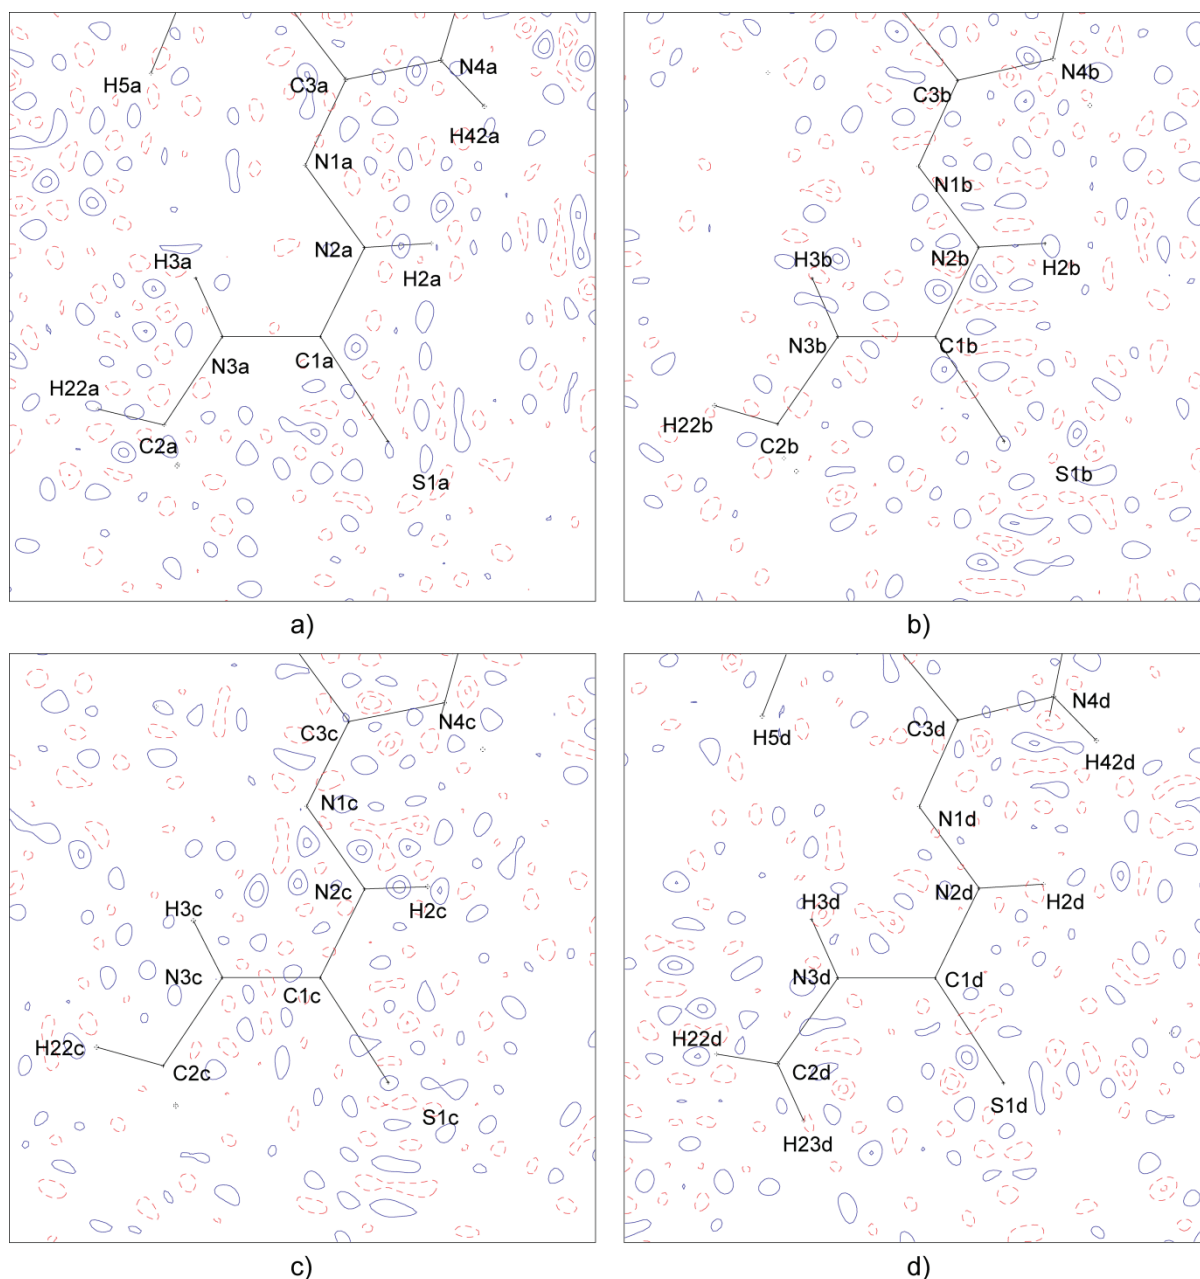 N4a
H5a
C3a
H42a
N1a
N2a
H3a
H2a
N3a
C1a
H22a
C2a
S1a
a)
N4b
C3b
N1b
N2b
H3b
H2b
N3b
C1b
H22b
C2b
S1b
b)
N4c
C3c
N1c
N2c
H3c
H2c
N3c
C1c
H22c
C2c
S1c
c)
N4d
H5d
C3d
H42d
N1d
N2d
H3d
H2d
N3d
C1d
H22d
C2d
S1d
H23d
d)